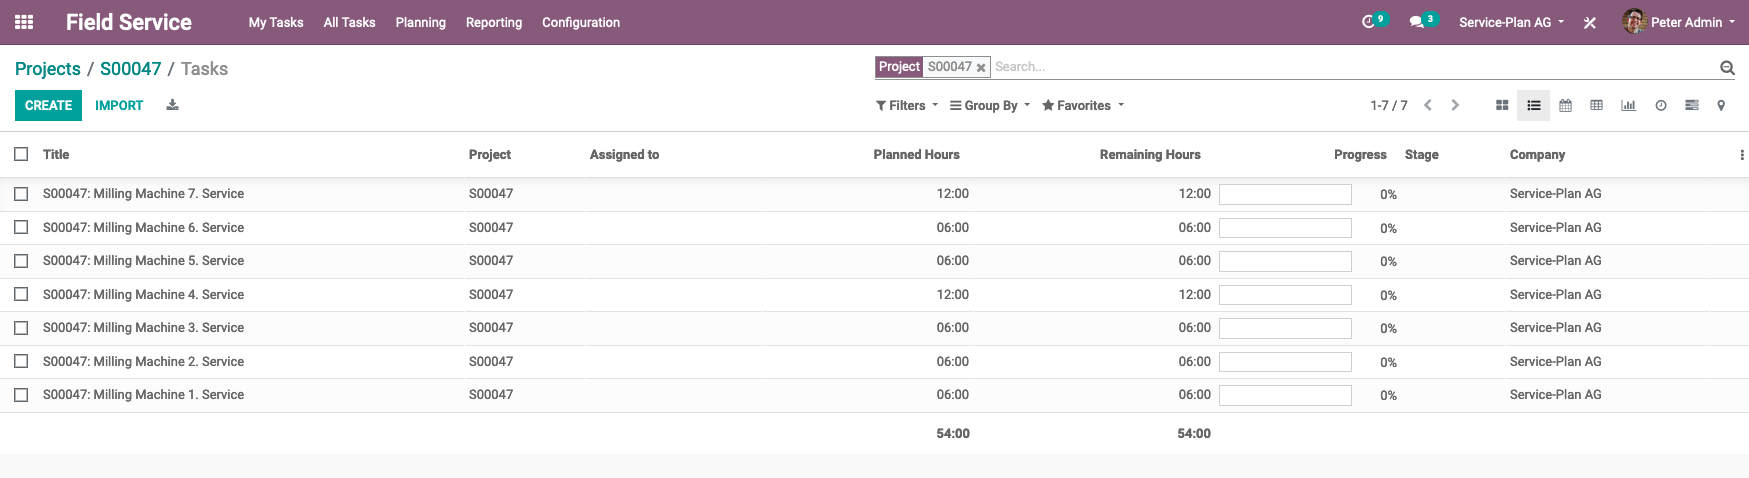 Field Service My Tasks All Tasks Planning Reporting Configuration 9 3 Service-Plan AG Peter Admin
Projects / S00047 / Tasks Project S00047 Search...
CREATE IMPORT Filters Group By Favorites 1-7 / 7
Title Project Assigned to Planned Hours Remaining Hours Progress Stage Company
S00047: Milling Machine 7. Service S00047 12:00 12:00 0% Service-Plan AG
S00047: Milling Machine 6. Service S00047 06:00 06:00 0% Service-Plan AG
S00047: Milling Machine 5. Service S00047 06:00 06:00 0% Service-Plan AG
S00047: Milling Machine 4. Service S00047 12:00 12:00 0% Service-Plan AG
S00047: Milling Machine 3. Service S00047 06:00 06:00 0% Service-Plan AG
S00047: Milling Machine 2. Service S00047 06:00 06:00 0% Service-Plan AG
S00047: Milling Machine 1. Service S00047 06:00 06:00 0% Service-Plan AG
54:00 54:00